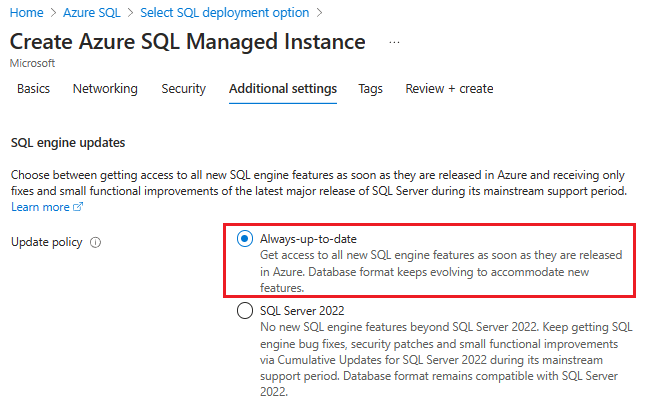 Home > Azure SQL > Select SQL deployment option >
Create Azure SQL Managed Instance ...
Microsoft
Basics Networking Security Additional settings Tags Review + create
SQL engine updates
Choose between getting access to all new SQL engine features as soon as they are released in Azure and receiving only
fixes and small functional improvements of the latest major release of SQL Server during its mainstream support period.
Learn more
Update policy
Always-up-to-date
Get access to all new SQL engine features as soon as they are released
in Azure. Database format keeps evolving to accommodate new
features.
SQL Server 2022
No new SQL engine features beyond SQL Server 2022. Keep getting SQL
engine bug fixes, security patches and small functional improvements
via Cumulative Updates for SQL Server 2022 during its mainstream
support period. Database format remains compatible with SQL Server
2022.